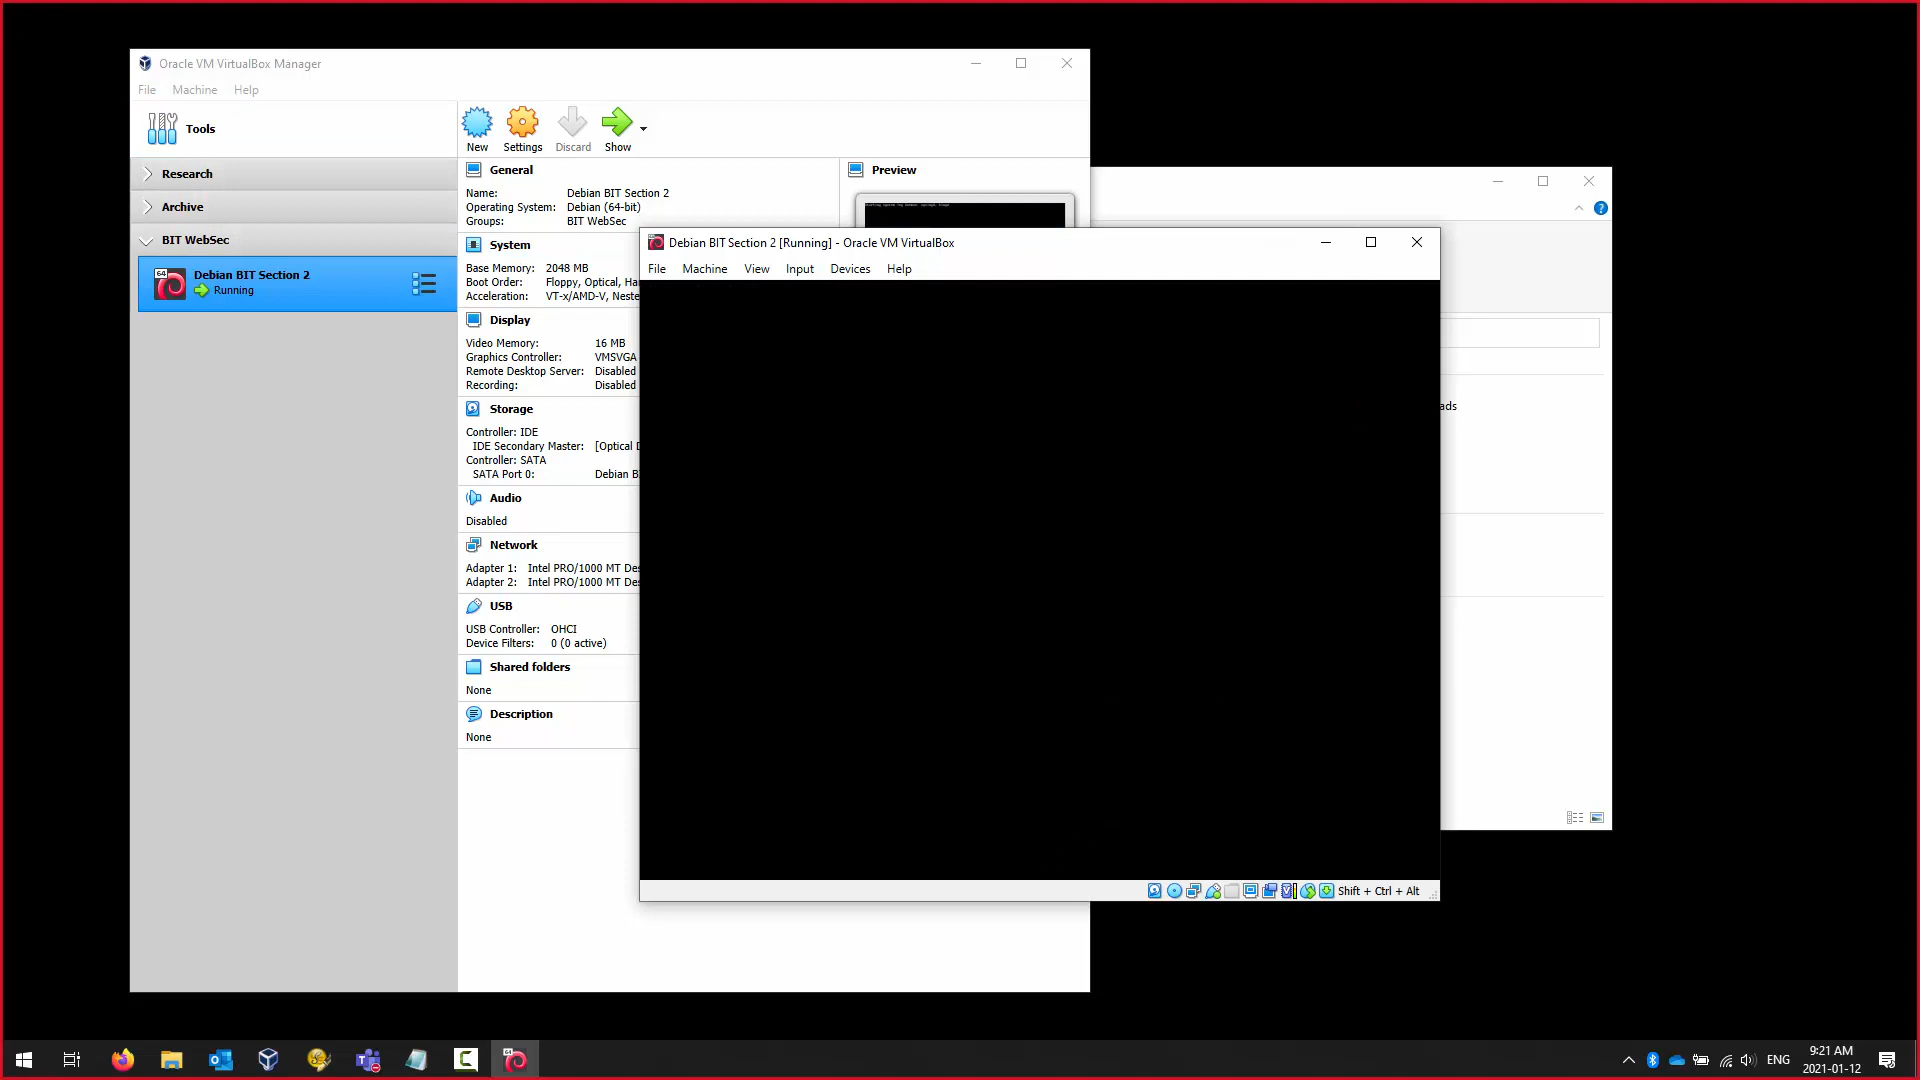 Oracle VM VirtualBox Manager
File Machine Help
Tools
New Settings Discard Show
Research
Archive
BIT WebSec
64
Debian BIT Section 2
Running
General
Name: Debian BIT Section 2
Operating System: Debian (64-bit)
Groups: BIT WebSec
System
Base Memory: 2048 MB
Boot Order: Floppy, Optical, Ha
Acceleration: VT-x/AMD-V, Neste
Display
Video Memory: 16 MB
Graphics Controller: VMSVGA
Remote Desktop Server: Disabled
Recording: Disabled
Storage
Controller: IDE
IDE Secondary Master: [Optical D
Controller: SATA
SATA Port 0: Debian B
Audio
Disabled
Network
Adapter 1: Intel PRO/1000 MT Des
Adapter 2: Intel PRO/1000 MT Des
USB
USB Controller: OHCI
Device Filters: 0 (0 active)
Shared folders
None
Description
None
Preview
Debian BIT Section 2 [Running] - Oracle VM VirtualBox
File Machine View Input Devices Help
Shift + Ctrl + Alt
ads
ENG
9:21 AM
2021-01-12